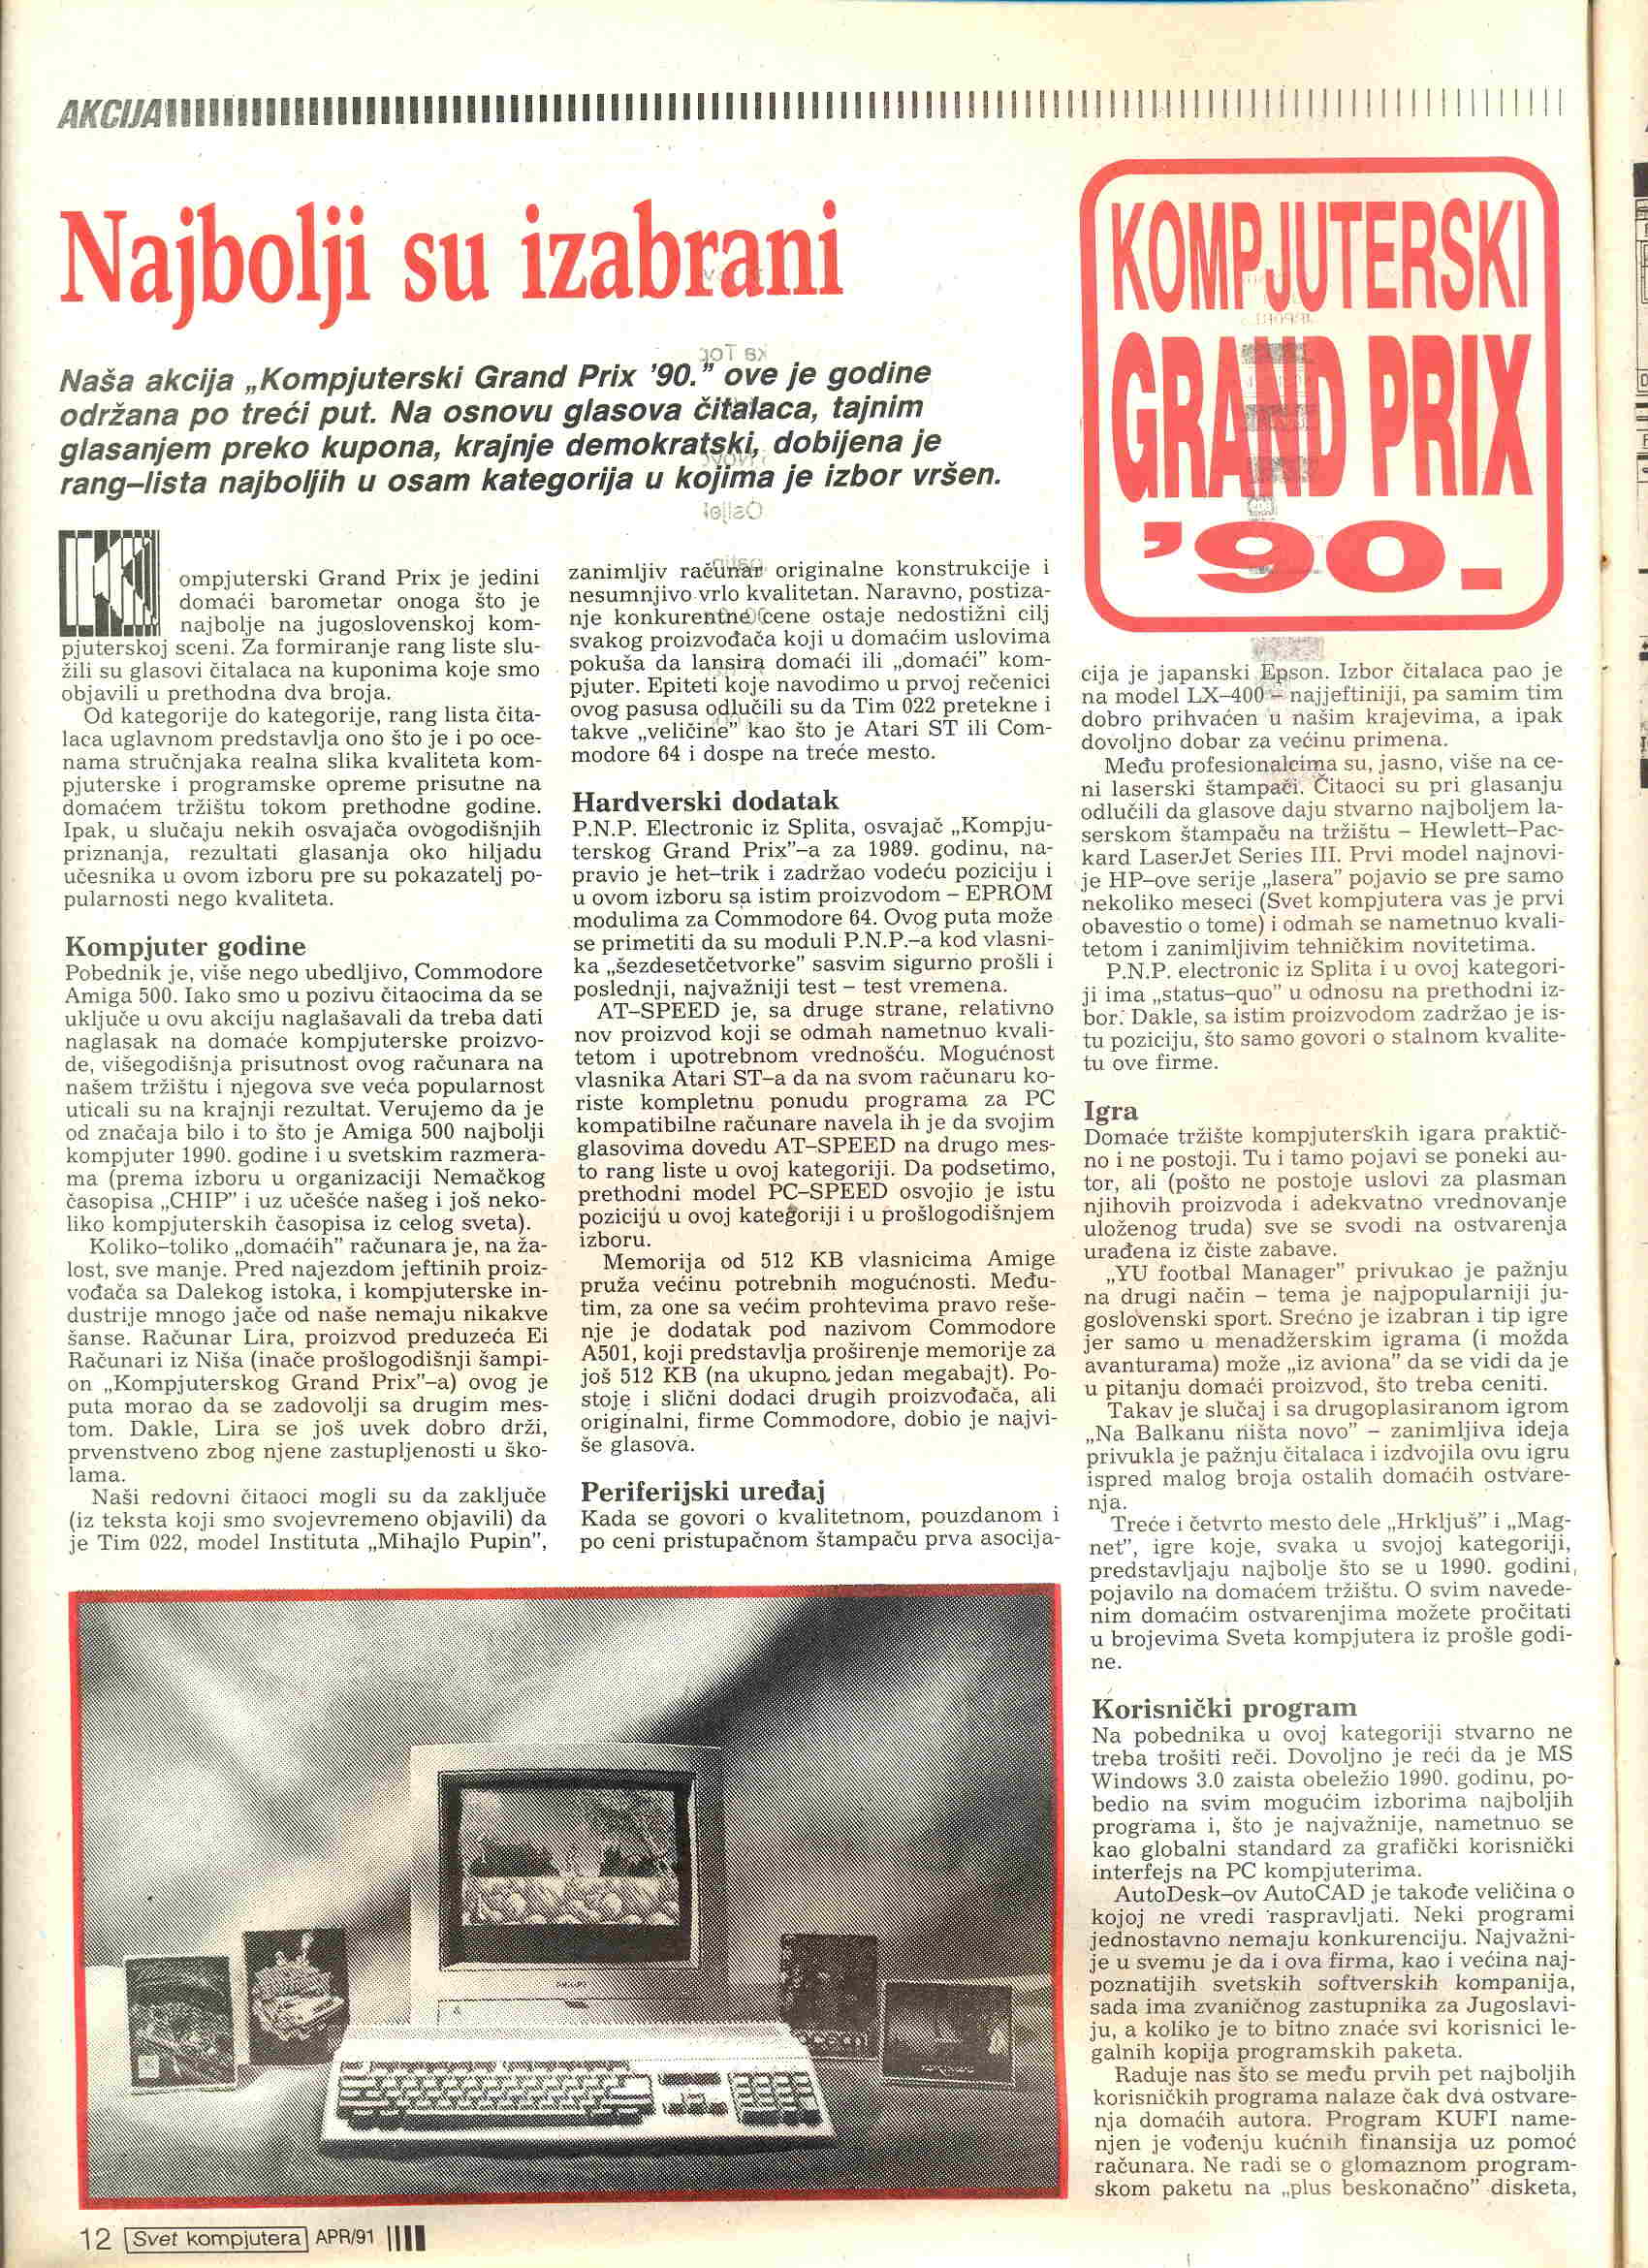 AKCIJA
Najbolji su izabrani
KOMPJUTERSKI
GRAND PRIX
'90.
Naša akcija „Kompjuterski Grand Prix '90.” ove je godine
održana po treći put. Na osnovu glasova čitalaca, tajnim
glasanjem preko kupona, krajnje demokratski, dobijena je
rang–lista najboljih u osam kategorija u kojima je izbor vršen.
Kompjuterski Grand Prix je jedini
domaći barometar onoga što je
najbolje na jugoslovenskoj kom-
pjuterskoj sceni. Za formiranje rang liste slu-
žili su glasovi čitalaca na kuponima koje smo
objavili u prethodna dva broja.
Od kategorije do kategorije, rang lista čita-
laca uglavnom predstavlja ono što je i po oce-
nama stručnjaka realna slika kvaliteta kom-
pjuterske i programske opreme prisutne na
domaćem tržištu tokom prethodne godine.
Ipak, u slučaju nekih osvajača ovogodišnjih
priznanja, rezultati glasanja oko hiljadu
učesnika u ovom izboru pre su pokazatelj po-
pularnosti nego kvaliteta.
Kompjuter godine
Pobednik je, više nego ubedljivo, Commodore
Amiga 500. Iako smo u pozivu čitaocima da se
uključe u ovu akciju naglašavali da treba dati
naglasak na domaće kompjuterske proizvo-
de, višegodišnja prisutnost ovog računara na
našem tržištu i njegova sve veća popularnost
uticali su na krajnji rezultat. Verujemo da je
od značaja bilo i to što je Amiga 500 najbolji
kompjuter 1990. godine i u svetskim razmera-
ma (prema izboru u organizaciji Nemačkog
časopisa „CHIP” i uz učešće našeg i još neko-
liko kompjuterskih časopisa iz celog sveta).
Koliko–toliko „domaćih” računara je, na ža-
lost, sve manje. Pred najezdom jeftinih proiz-
vođača sa Dalekog istoka, i kompjuterske in-
dustrije mnogo jače od naše nemaju nikakve
šanse. Računar Lira, proizvod preduzeća Ei
Računari iz Niša (inače prošlogodišnji šampi-
on „Kompjuterskog Grand Prix”–a) ovog je
puta morao da se zadovolji sa drugim mes-
tom. Dakle, Lira se još uvek dobro drži,
prvenstveno zbog njene zastupljenosti u ško-
lama.
Naši redovni čitaoci mogli su da zaključe
(iz teksta koji smo svojevremeno objavili) da
je Tim 022, model Instituta „Mihajlo Pupin”,
zanimljiv računar originalne konstrukcije i
nesumnjivo vrlo kvalitetan. Naravno, postiza-
nje konkurentne cene ostaje nedostižni cilj
svakog proizvođača koji u domaćim uslovima
pokuša da lansira domaći ili „domaći” kom-
pjuter. Epiteti koje navodimo u prvoj rečenici
ovog pasusa odlučili su da Tim 022 pretekne i
takve „veličine” kao što je Atari ST ili Com-
modore 64 i dospe na treće mesto.
Hardverski dodatak
P.N.P. Electronic iz Splita, osvajač „Kompju-
terskog Grand Prix”–a za 1989. godinu, na-
pravio je het–trik i zadržao vodeću poziciju i
u ovom izboru sa istim proizvodom – EPROM
modulima za Commodore 64. Ovog puta može
se primetiti da su moduli P.N.P.–a kod vlasni-
ka „šezdesetčetvorke” sasvim sigurno prošli i
poslednji, najvažniji test – test vremena.
AT–SPEED je, sa druge strane, relativno
nov proizvod koji se odmah nametnuo kvali-
tetom i upotrebnom vrednošću. Mogućnost
vlasnika Atari ST–a da na svom računaru ko-
riste kompletnu ponudu programa za PC
kompatibilne računare navela ih je da svojim
glasovima dovedu AT–SPEED na drugo mes-
to rang liste u ovoj kategoriji. Da podsetimo,
prethodni model PC–SPEED osvojio je istu
poziciju u ovoj kategoriji i u prošlogodišnjem
izboru.
Memorija od 512 KB vlasnicima Amige
pruža većinu potrebnih mogućnosti. Među-
tim, za one sa većim prohtevima pravo reše-
nje je dodatak pod nazivom Commodore
A501, koji predstavlja proširenje memorije za
još 512 KB (na ukupno jedan megabajt). Po-
stoje i slični dodaci drugih proizvođača, ali
originalni, firme Commodore, dobio je najvi-
še glasova.
Periferijski uređaj
Kada se govori o kvalitetnom, pouzdanom i
po ceni pristupačnom štampaču prva asocija-
cija je japanski Epson. Izbor čitalaca pao je
na model LX–400 – najjeftiniji, pa samim tim
dobro prihvaćen u našim krajevima, a ipak
dovoljno dobar za većinu primena.
Među profesionalcima su, jasno, više na ce-
ni laserski štampači. Čitaoci su pri glasanju
odlučili da glasove daju stvarno najboljem la-
serskom štampaču na tržištu – Hewlett–Pac-
kard LaserJet Series III. Prvi model najnovi-
je HP–ove serije „lasera” pojavio se pre samo
nekoliko meseci (Svet kompjutera vas je prvi
obavestio o tome) i odmah se nametnuo kvali-
tetom i zanimljivim tehničkim novitetima.
P.N.P. electronic iz Splita i u ovoj kategori-
ji ima „status–quo” u odnosu na prethodni iz-
bor. Dakle, sa istim proizvodom zadržao je is-
tu poziciju, što samo govori o stalnom kvalite-
tu ove firme.
Igra
Domaće tržište kompjuterskih igara praktič-
no i ne postoji. Tu i tamo pojavi se poneki au-
tor, ali (pošto ne postoje uslovi za plasman
njihovih proizvoda i adekvatno vrednovanje
uloženog truda) sve se svodi na ostvarenja
urađena iz čiste zabave.
„YU footbal Manager” privukao je pažnju
na drugi način – tema je najpopularniji ju-
goslovenski sport. Srećno je izabran i tip igre
jer samo u menadžerskim igrama (i možda
avanturama) može „iz aviona” da se vidi da je
u pitanju domaći proizvod, što treba ceniti.
Takav je slučaj i sa drugoplasiranom igrom
„Na Balkanu ništa novo” – zanimljiva ideja
privukla je pažnju čitalaca i izdvojila ovu igru
ispred malog broja ostalih domaćih ostvare-
nja.
Treće i četvrto mesto dele „Hrkljuš” i „Mag-
net”, igre koje, svaka u svojoj kategoriji,
predstavljaju najbolje što se u 1990. godini
pojavilo na domaćem tržištu. O svim navede-
nim domaćim ostvarenjima možete pročitati
u brojevima Sveta kompjutera iz prošle godi-
ne.
Korisnički program
Na pobednika u ovoj kategoriji stvarno ne
treba trošiti reči. Dovoljno je reći da je MS
Windows 3.0 zaista obeležio 1990. godinu, po-
bedio na svim mogućim izborima najboljih
programa i, što je najvažnije, nametnuo se
kao globalni standard za grafički korisnički
interfejs na PC kompjuterima.
AutoDesk–ov AutoCAD je takođe veličina o
kojoj ne vredi raspravljati. Neki programi
jednostavno nemaju konkurenciju. Najvažni-
je u svemu je da i ova firma, kao i većina naj-
poznatijih svetskih softverskih kompanija,
sada ima zvaničnog zastupnika za Jugoslavi-
ju, a koliko je to bitno znaće svi korisnici le-
galnih kopija programskih paketa.
Raduje nas što se među prvih pet najboljih
korisničkih programa nalaze čak dva ostvare-
nja domaćih autora. Program KUFI name-
njen je vođenju kućnih finansija uz pomoć
računara. Ne radi se o glomaznom program-
skom paketu na „plus beskonačno” disketa,
PHILIPS
12 Svet kompjutera APR/91